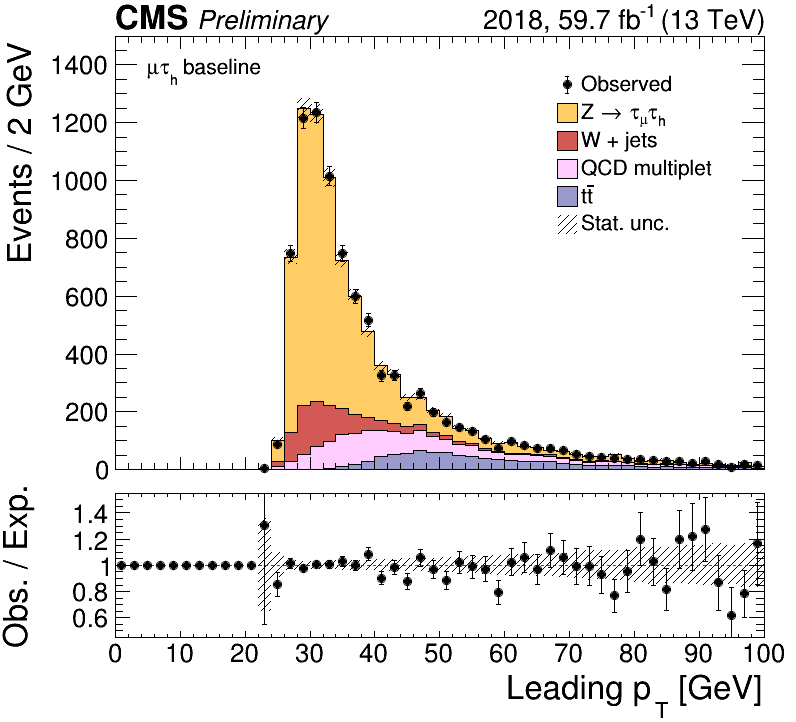 CMS Preliminary 2018, 59.7 fb⁻¹ (13 TeV)
μτₕ baseline
Observed
Z → τ_μτₕ
W + jets
QCD multiplet
tt̄
Stat. unc.
Events / 2 GeV
1400
1200
1000
800
600
400
200
0
Obs. / Exp.
1.4
1.2
1
0.8
0.6
0 10 20 30 40 50 60 70 80 90 100
Leading p_T [GeV]